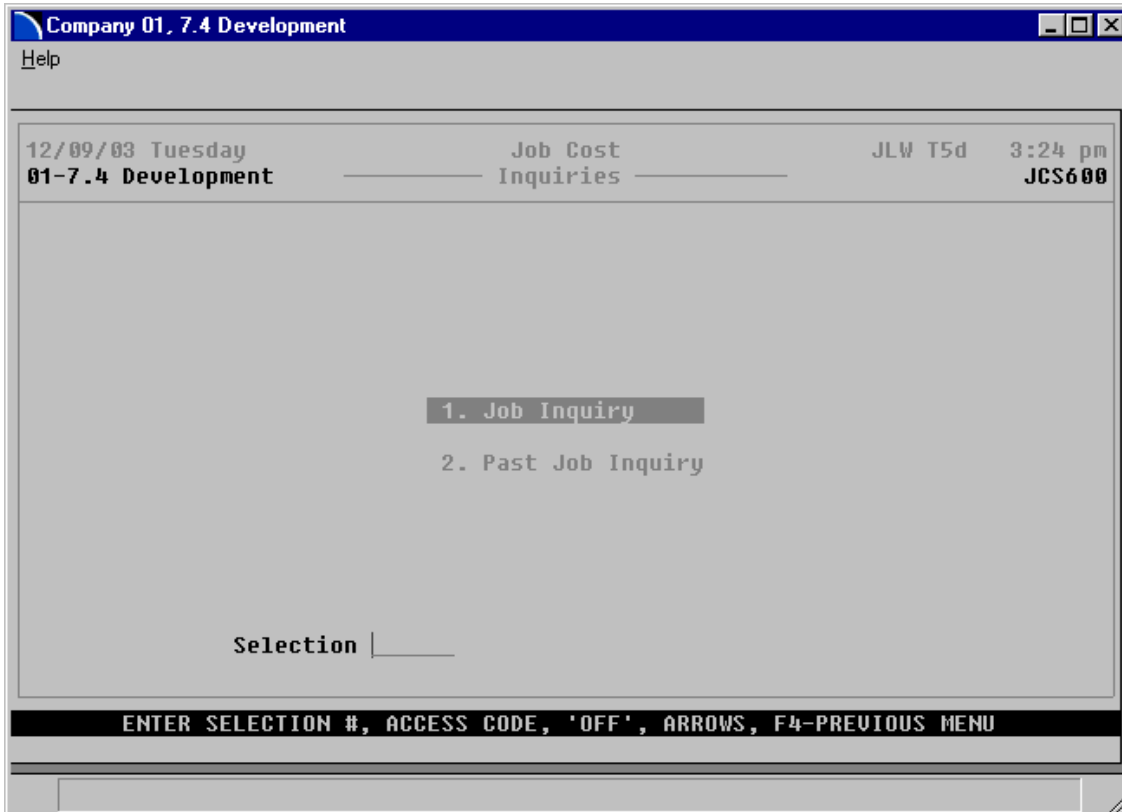 Company 01, 7.4 Development
Help
12/09/03 Tuesday Job Cost JLW T5d 3:24 pm
01-7.4 Development Inquiries JCS600
1. Job Inquiry
2. Past Job Inquiry
Selection
ENTER SELECTION #, ACCESS CODE, 'OFF', ARROWS, F4-PREVIOUS MENU